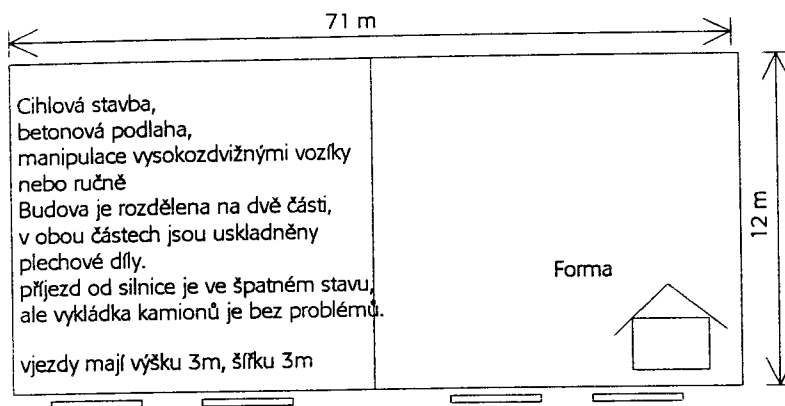 71 m
Cihlová stavba,
betonová podlaha,
manipulace vysokozdvižnými vozíky
nebo ručně
Budova je rozdělena na dvě části,
v obou částech jsou uskladněny
plechové díly.
příjezd od silnice je ve špatném stavu,
ale vykládka kamionů je bez problémů.
vjezdy mají výšku 3m, šířku 3m
Forma
12 m